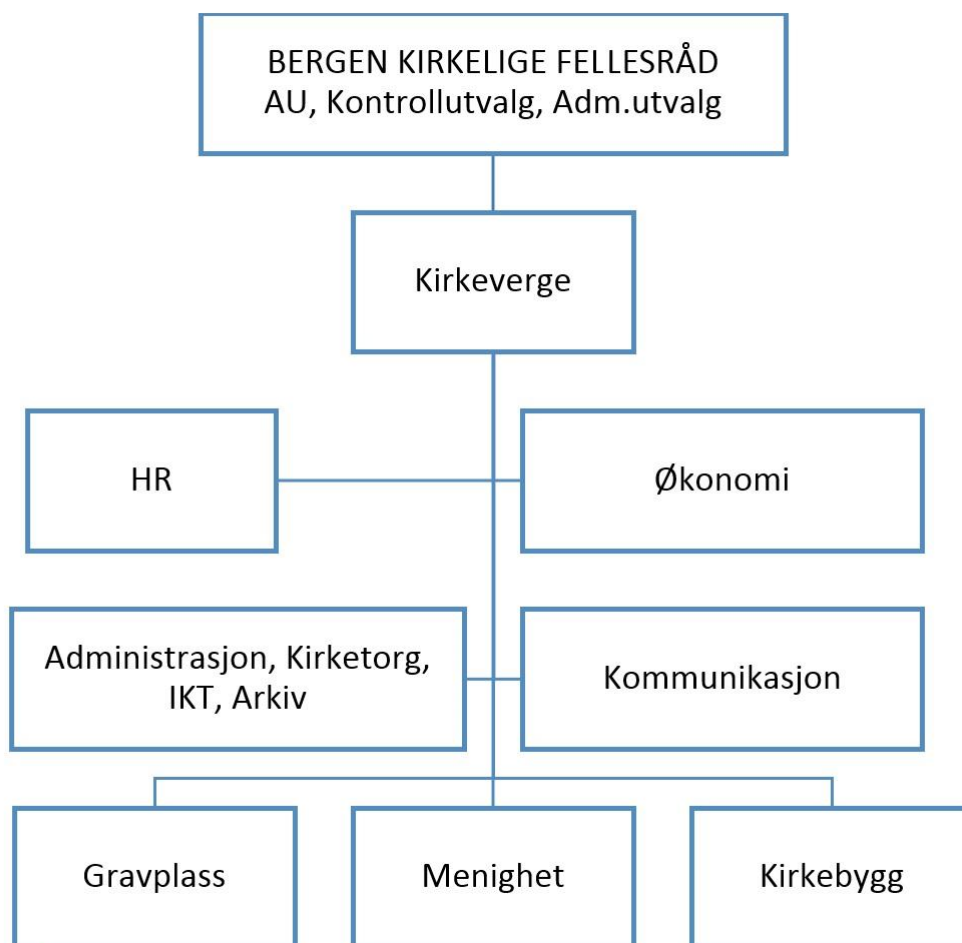 BERGEN KIRKELIGE FELLESRÅD
AU, Kontrollutvalg, Adm.utvalg
Kirkeverge
HR
Økonomi
Administrasjon, Kirketorg,
IKT, Arkiv
Kommunikasjon
Gravplass
Menighet
Kirkebygg